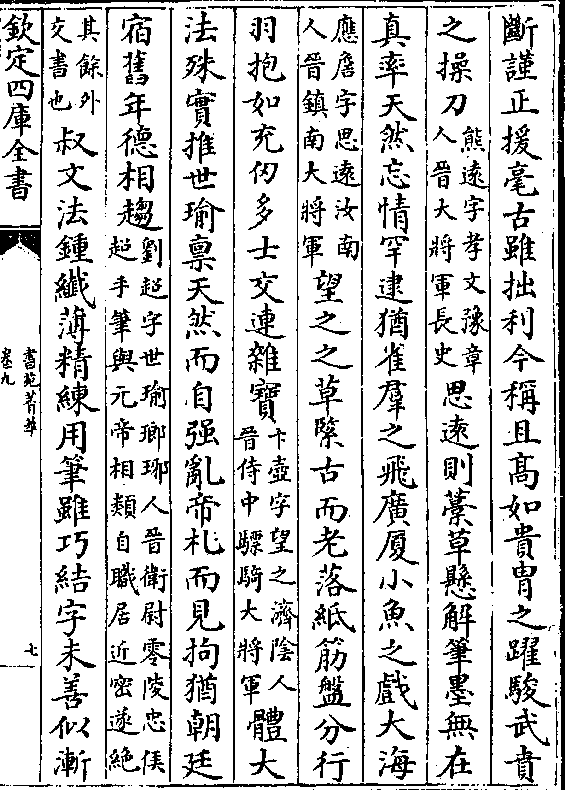 斷謹正援毫古雖拙利今稱且高如貴胄之躍駿武賁
之操刀熊遠字孝文豫章人晉大將軍長史思遠則藁草懸解筆墨無在
真率天然忘情罕逮猶雀羣之飛廣厦小魚之戲大海
應詹字思遠汝南人晉鎮南大將軍望之之草緊古而老落紙筋盤分行
羽抱如充仞多士交連雜寶卞壺字望之濟陰人晉侍中驃騎大將軍體大
法殊實推世瑜禀天然而自强亂帝札而見拘猶朝廷
宿舊年德相趨劉超字世瑜瑯琊人晉衛尉零陵忠侯超手筆與元帝相類自職居近密遂絶
其餘外交書也叔文法鍾纖薄精練用筆雖巧結字未善似漸
欽定四庫全書
書苑菁華
卷九
七